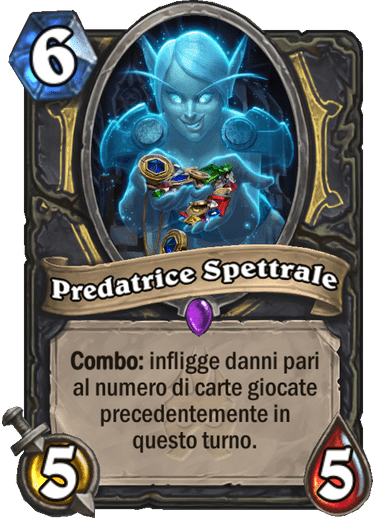 6
Predatrice Spettrale
Combo: infligge danni pari
al numero di carte giocate
precedentemente in
questo turno.
5
5